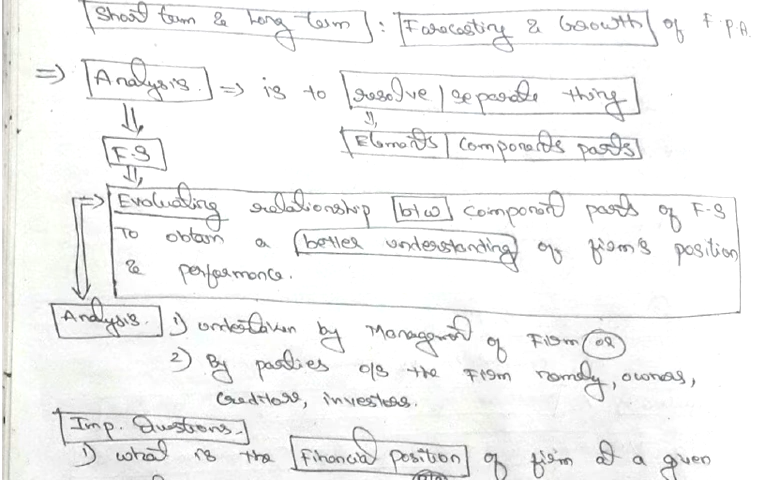 Short term & Long term : Forecasting & Growth of F.P.A
⇒ Analysis. ⇒ is to resolve | separate thing
Elements | Components parts
F.S
⇒ Evaluating relationship btw component parts of F.S
To obtain a better understanding of firm's position
& performance.
Analysis. 1) undertaken by Management of Firm or
2) By parties o/s the Firm namely, owners,
creditors, investors.
Imp. Questions.
1) what is the Financial position of firm at a given